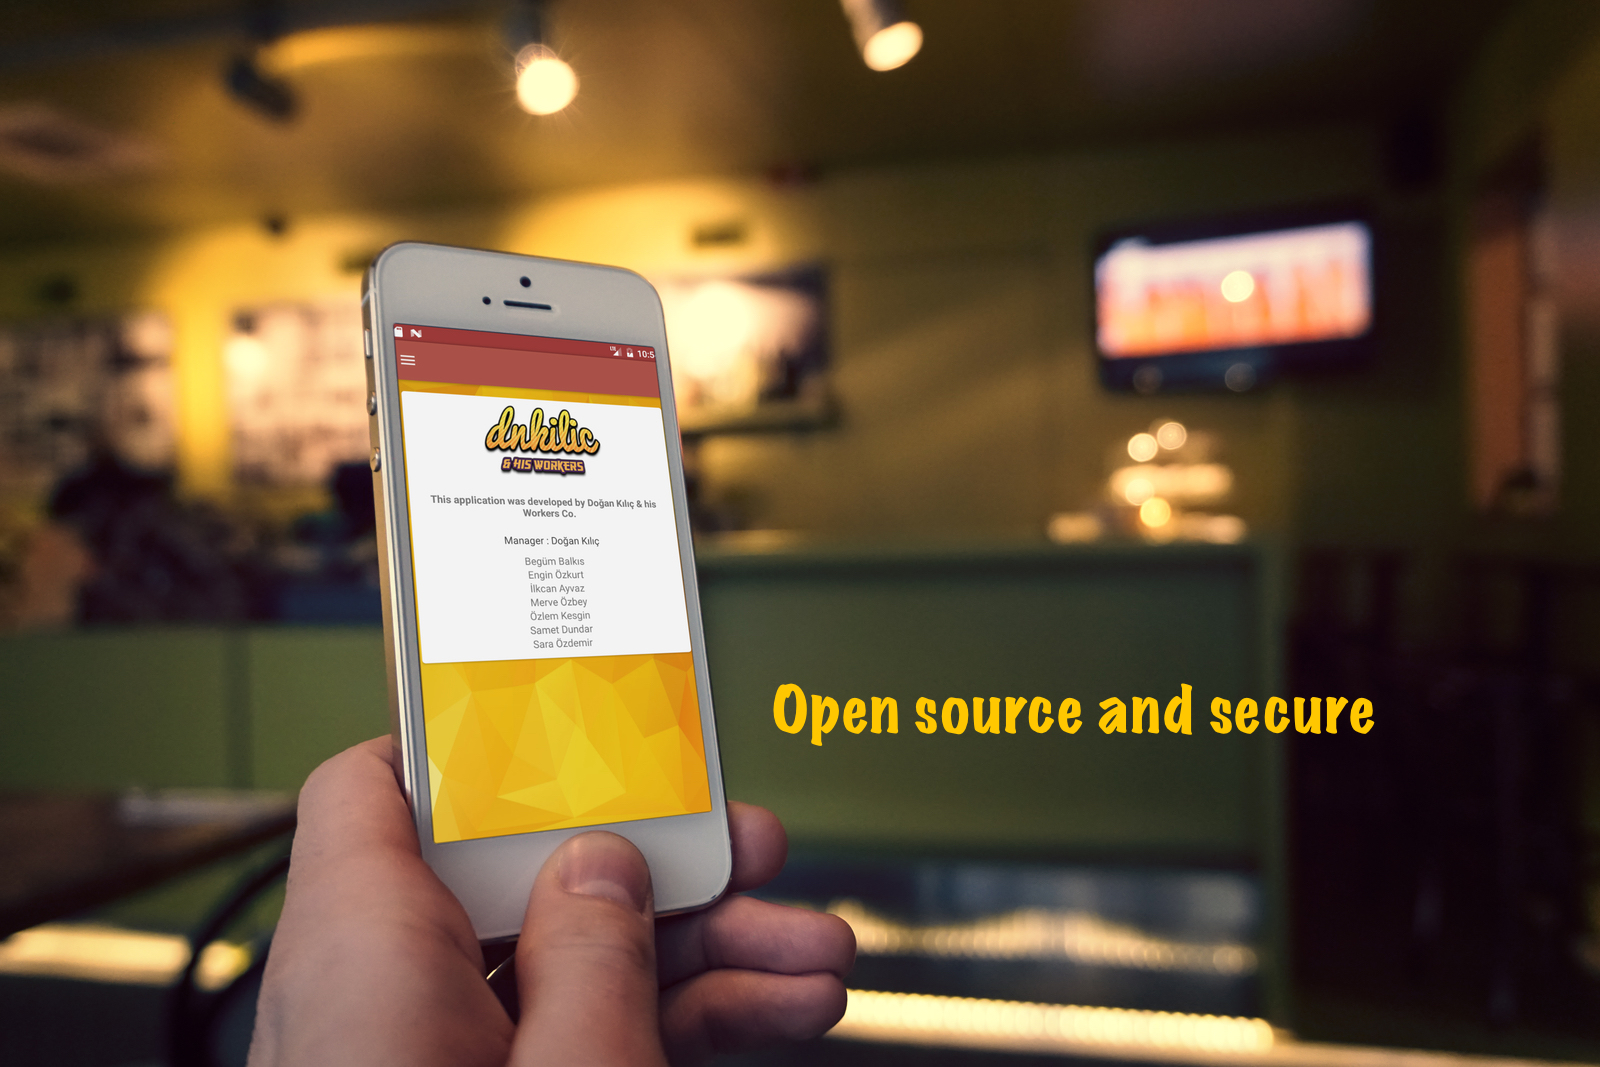 10:5
dnkilic
& HIS WORKERS
This application was developed by Doğan Kılıç & his
Workers Co.
Manager : Doğan Kılıç
Begüm Balkıs
Engin Özkurt
İlkcan Ayvaz
Merve Özbey
Özlem Kesgin
Samet Dundar
Sara Özdemir
Open source and secure